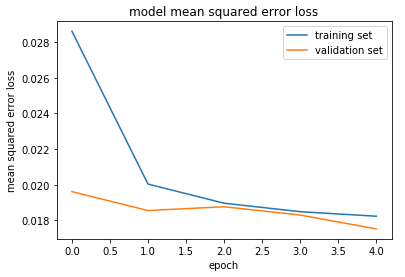 model mean squared error loss
training set
validation set
mean squared error loss
0.028
0.026
0.024
0.022
0.020
0.018
0.0 0.5 1.0 1.5 2.0 2.5 3.0 3.5 4.0
epoch